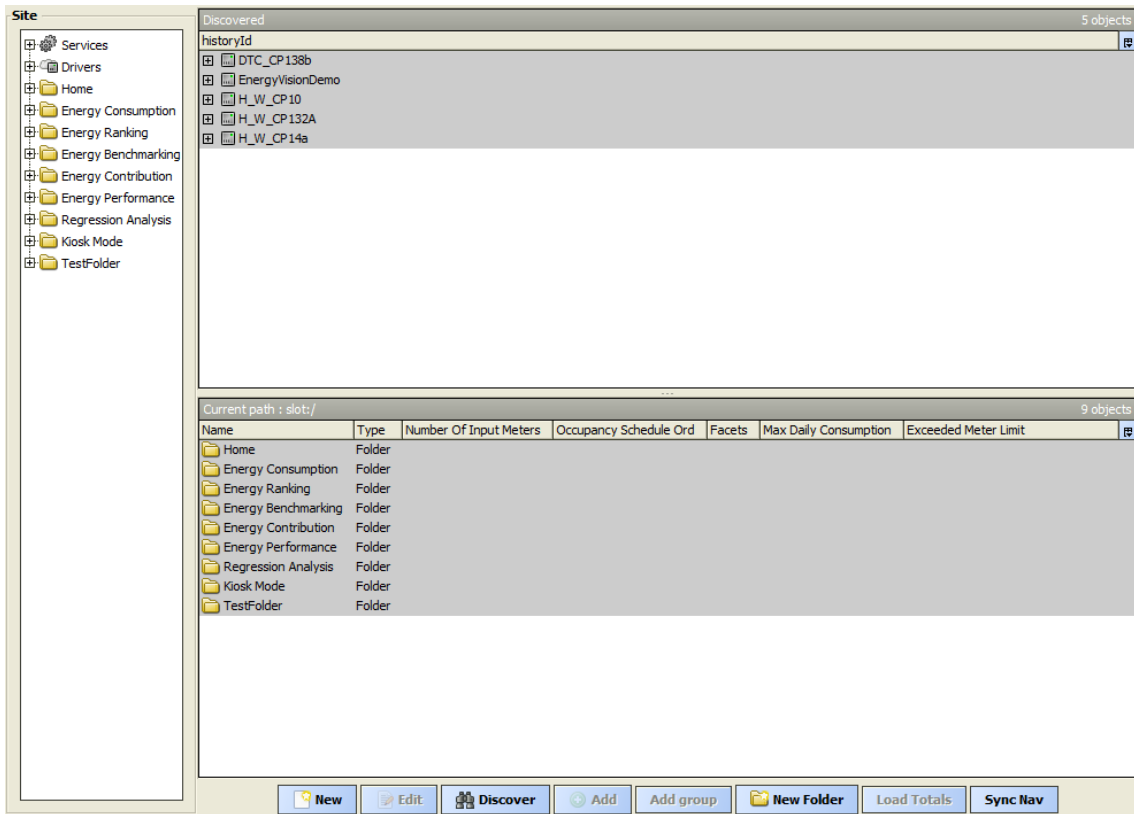 Site
Services
Drivers
Home
Energy Consumption
Energy Ranking
Energy Benchmarking
Energy Contribution
Energy Performance
Regression Analysis
Kiosk Mode
TestFolder
Discovered 5 objects
historyId
DTC_CP138b
EnergyVisionDemo
H_W_CP10
H_W_CP132A
H_W_CP14a
Current path : slot:/ 9 objects
Name Type Number Of Input Meters Occupancy Schedule Ord Facets Max Daily Consumption Exceeded Meter Limit
Home Folder
Energy Consumption Folder
Energy Ranking Folder
Energy Benchmarking Folder
Energy Contribution Folder
Energy Performance Folder
Regression Analysis Folder
Kiosk Mode Folder
TestFolder Folder
New Edit Discover Add Add group New Folder Load Totals Sync Nav